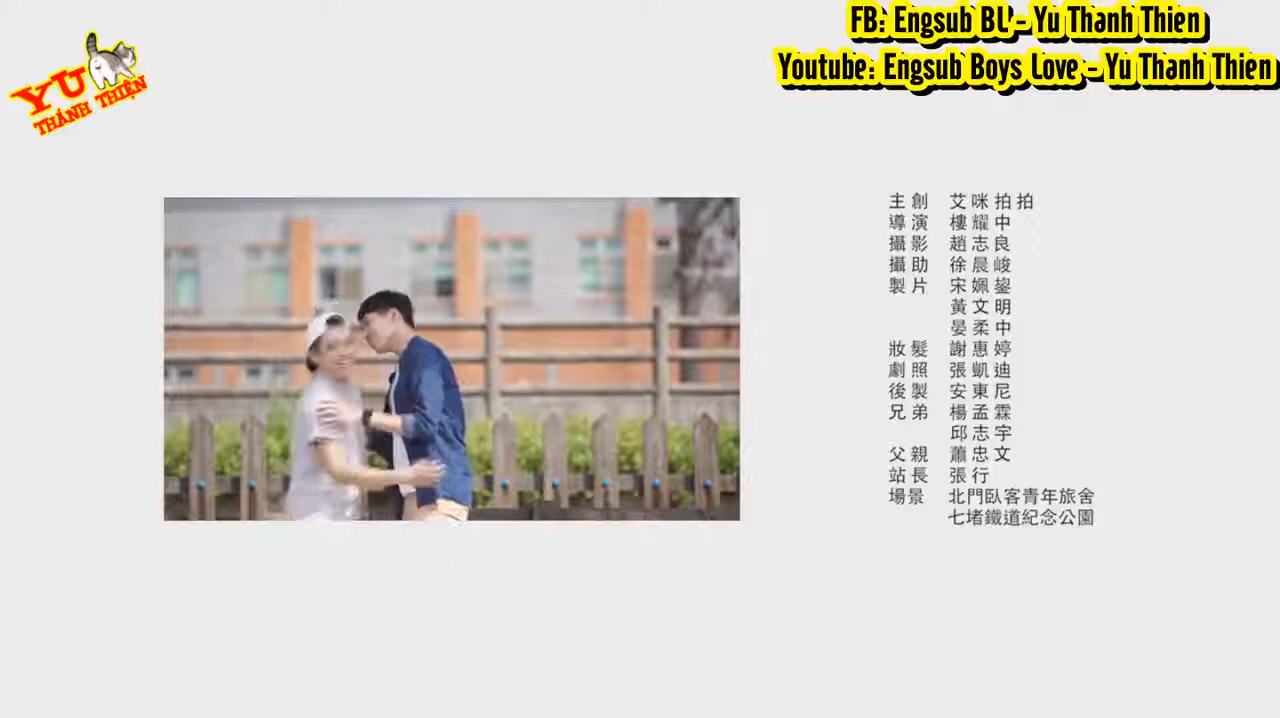 FB: Engsub BL - Yu Thanh Thien
Youtube: Engsub Boys Love - Yu Thanh Thien
YU
THÁNH THIỆN
主創 艾咪拍拍
導演 樓耀中
攝影 趙志良
攝助 徐晨峻
製片 宋姵鋆
黃文明
晏柔中
妝髮 謝惠婷
劇照 張凱迪
後製 安東尼
兄弟 楊孟霖
邱志宇
父親 蕭忠文
站長 張行
場景 北門臥客青年旅舍
七堵鐵道紀念公園